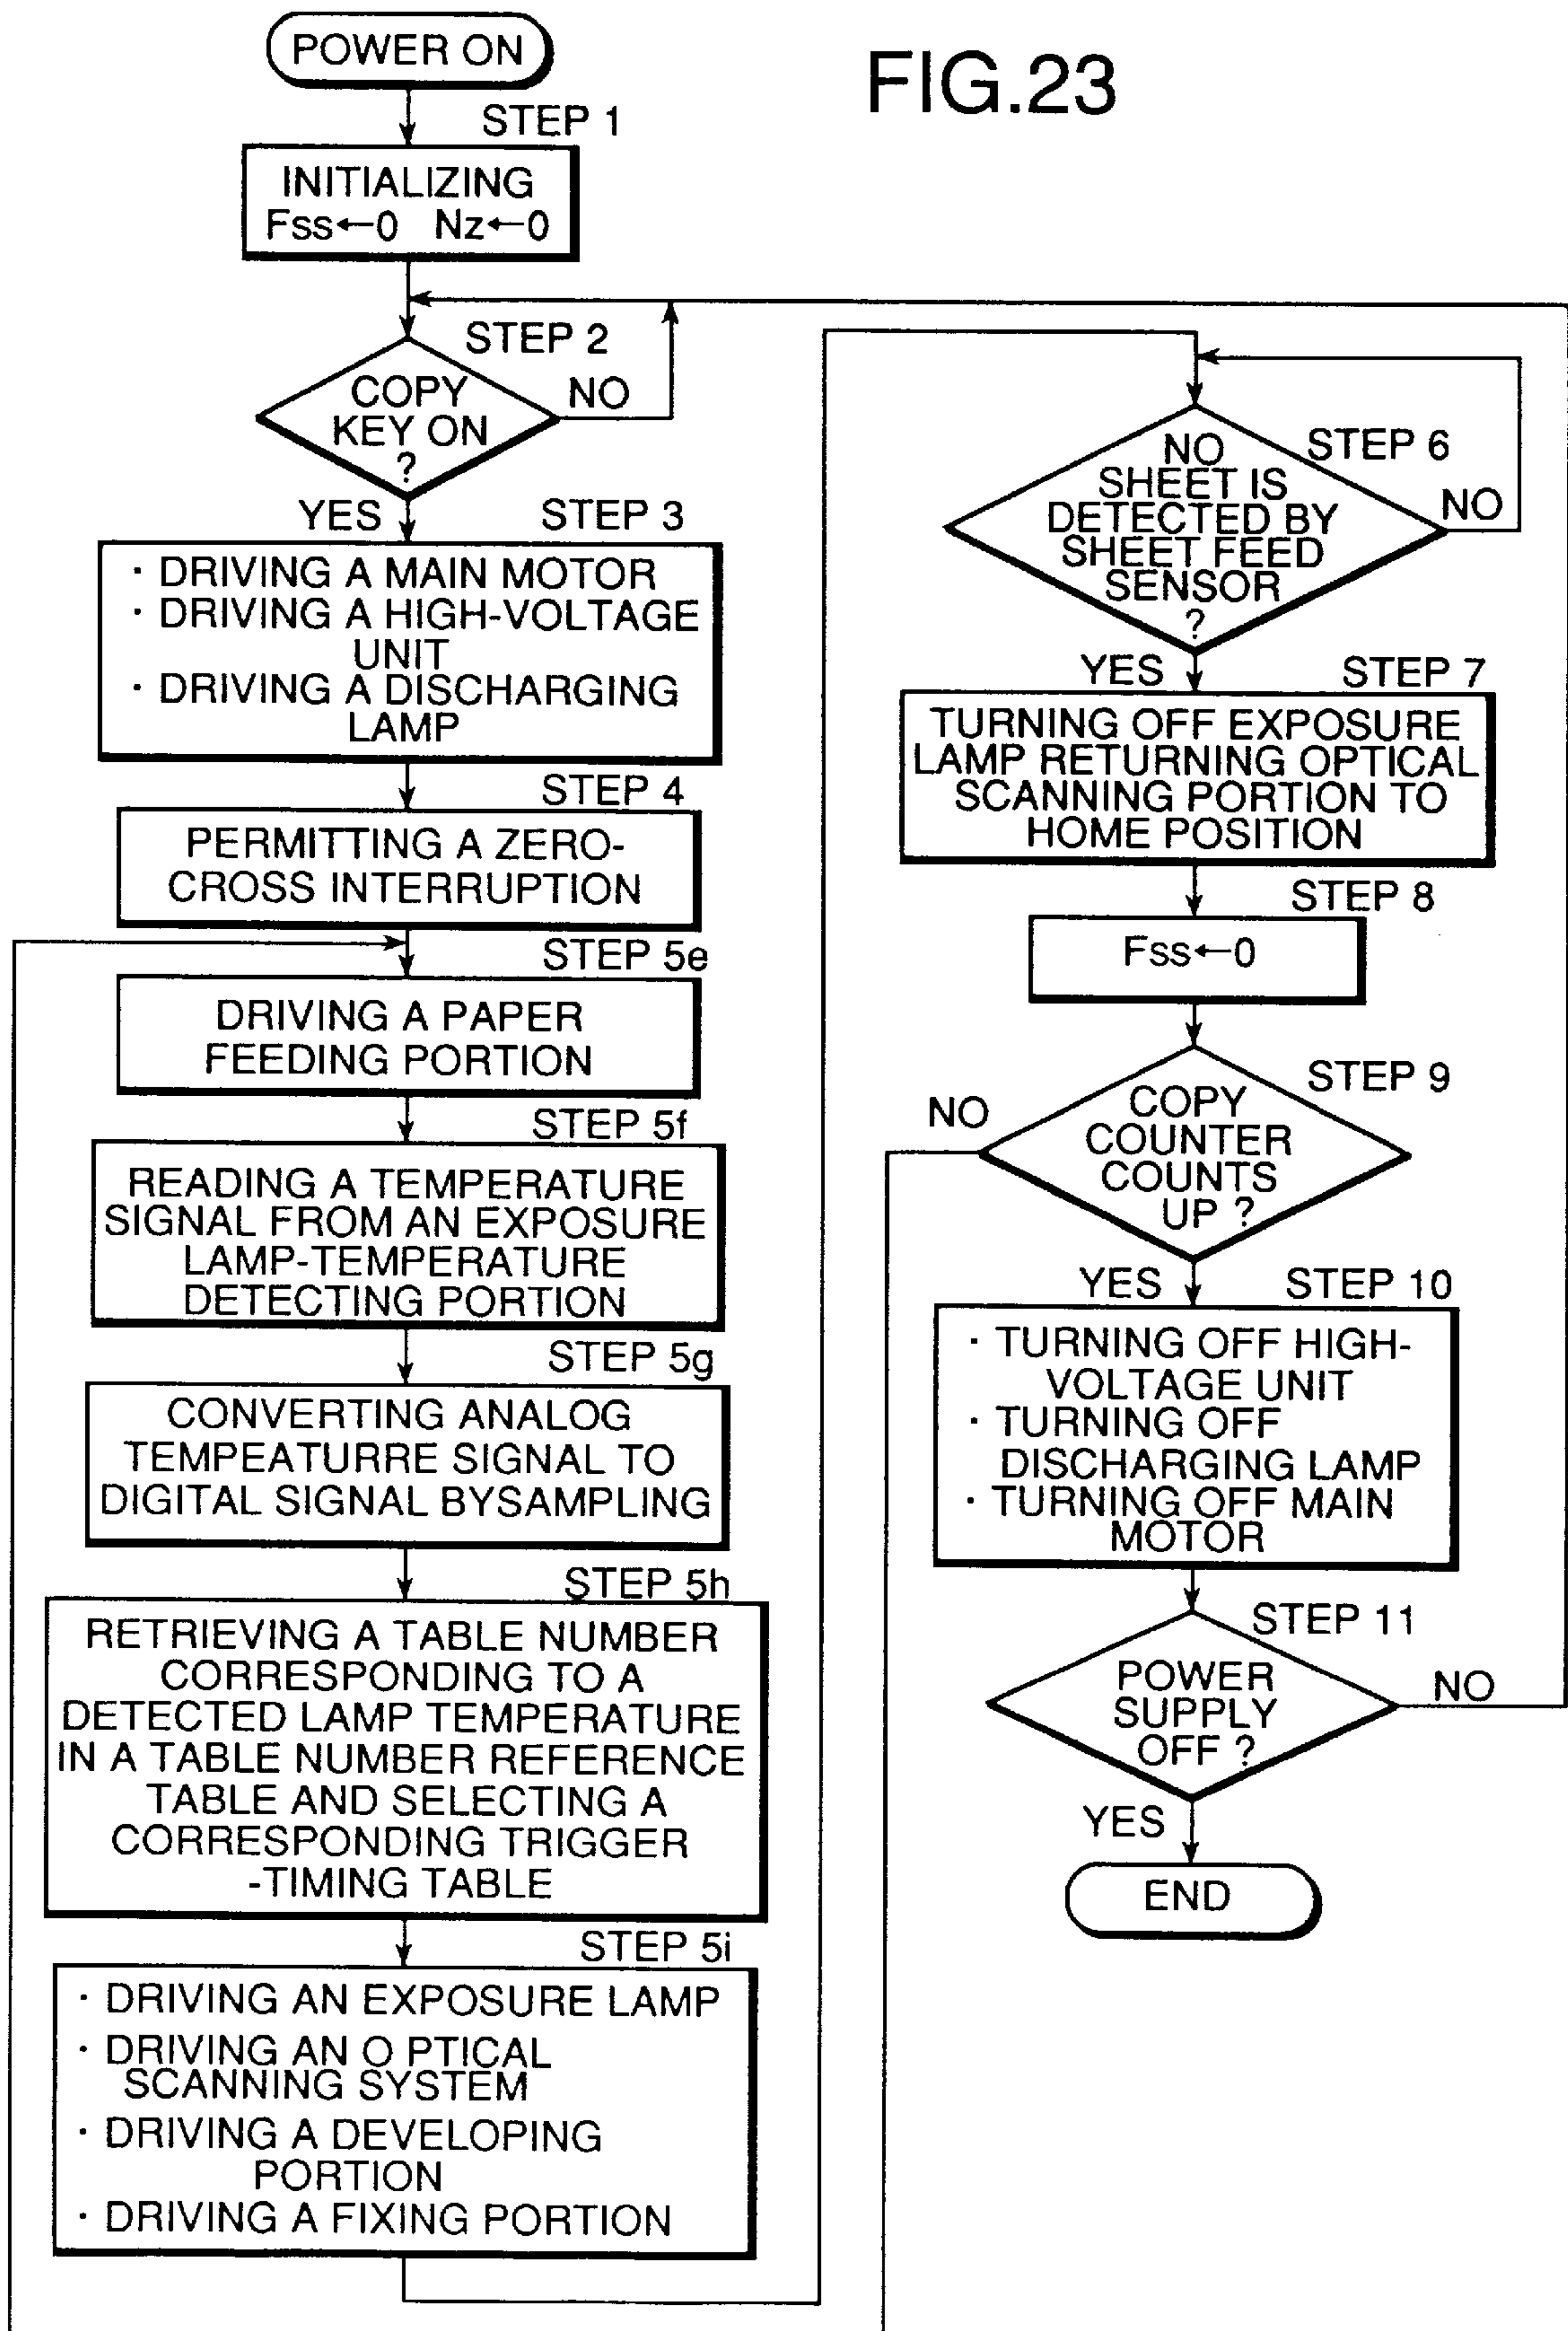 FIG.23
POWER ON
STEP 1
INITIALIZING
Fss←0 Nz←0
STEP 2
COPY
KEY ON
?
NO
YES
STEP 3
· DRIVING A MAIN MOTOR
· DRIVING A HIGH-VOLTAGE
UNIT
· DRIVING A DISCHARGING
LAMP
STEP 4
PERMITTING A ZERO-
CROSS INTERRUPTION
STEP 5e
DRIVING A PAPER
FEEDING PORTION
STEP 5f
READING A TEMPERATURE
SIGNAL FROM AN EXPOSURE
LAMP-TEMPERATURE
DETECTING PORTION
STEP 5g
CONVERTING ANALOG
TEMPEATURRE SIGNAL TO
DIGITAL SIGNAL BYSAMPLING
STEP 5h
RETRIEVING A TABLE NUMBER
CORRESPONDING TO A
DETECTED LAMP TEMPERATURE
IN A TABLE NUMBER REFERENCE
TABLE AND SELECTING A
CORRESPONDING TRIGGER
-TIMING TABLE
STEP 5i
· DRIVING AN EXPOSURE LAMP
· DRIVING AN O PTICAL
SCANNING SYSTEM
· DRIVING A DEVELOPING
PORTION
· DRIVING A FIXING PORTION
STEP 6
NO
SHEET IS
DETECTED BY
SHEET FEED
SENSOR
?
NO
YES
STEP 7
TURNING OFF EXPOSURE
LAMP RETURNING OPTICAL
SCANNING PORTION TO
HOME POSITION
STEP 8
Fss←0
STEP 9
COPY
COUNTER
COUNTS
UP ?
NO
YES
STEP 10
· TURNING OFF HIGH-
VOLTAGE UNIT
· TURNING OFF
DISCHARGING LAMP
· TURNING OFF MAIN
MOTOR
STEP 11
POWER
SUPPLY
OFF ?
NO
YES
END